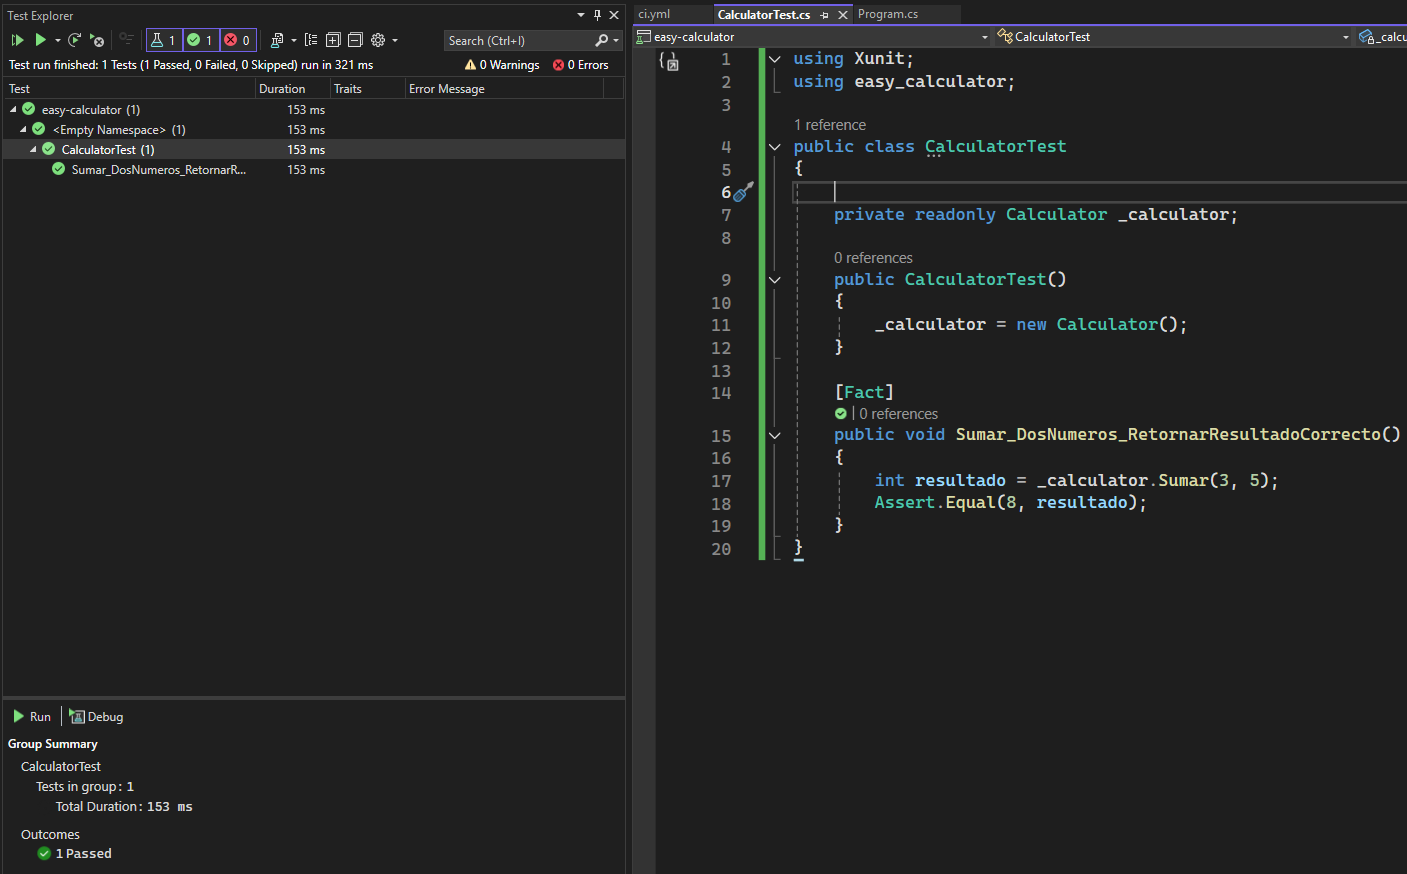 Test Explorer
1 1 0 Search (Ctrl+I)
Test run finished: 1 Tests (1 Passed, 0 Failed, 0 Skipped) run in 321 ms 0 Warnings 0 Errors
Test Duration Traits Error Message
easy-calculator (1) 153 ms
<Empty Namespace> (1) 153 ms
CalculatorTest (1) 153 ms
Sumar_DosNumeros_RetornarR... 153 ms
Run Debug
Group Summary
CalculatorTest
Tests in group: 1
Total Duration: 153 ms
Outcomes
1 Passed
ci.yml CalculatorTest.cs Program.cs
easy-calculator CalculatorTest _calcu
1 using Xunit;
2 using easy_calculator;
3
1 reference
4 public class CalculatorTest
5 {
6
7 private readonly Calculator _calculator;
8
0 references
9 public CalculatorTest()
10 {
11 _calculator = new Calculator();
12 }
13
14 [Fact]
| 0 references
15 public void Sumar_DosNumeros_RetornarResultadoCorrecto()
16 {
17 int resultado = _calculator.Sumar(3, 5);
18 Assert.Equal(8, resultado);
19 }
20 }